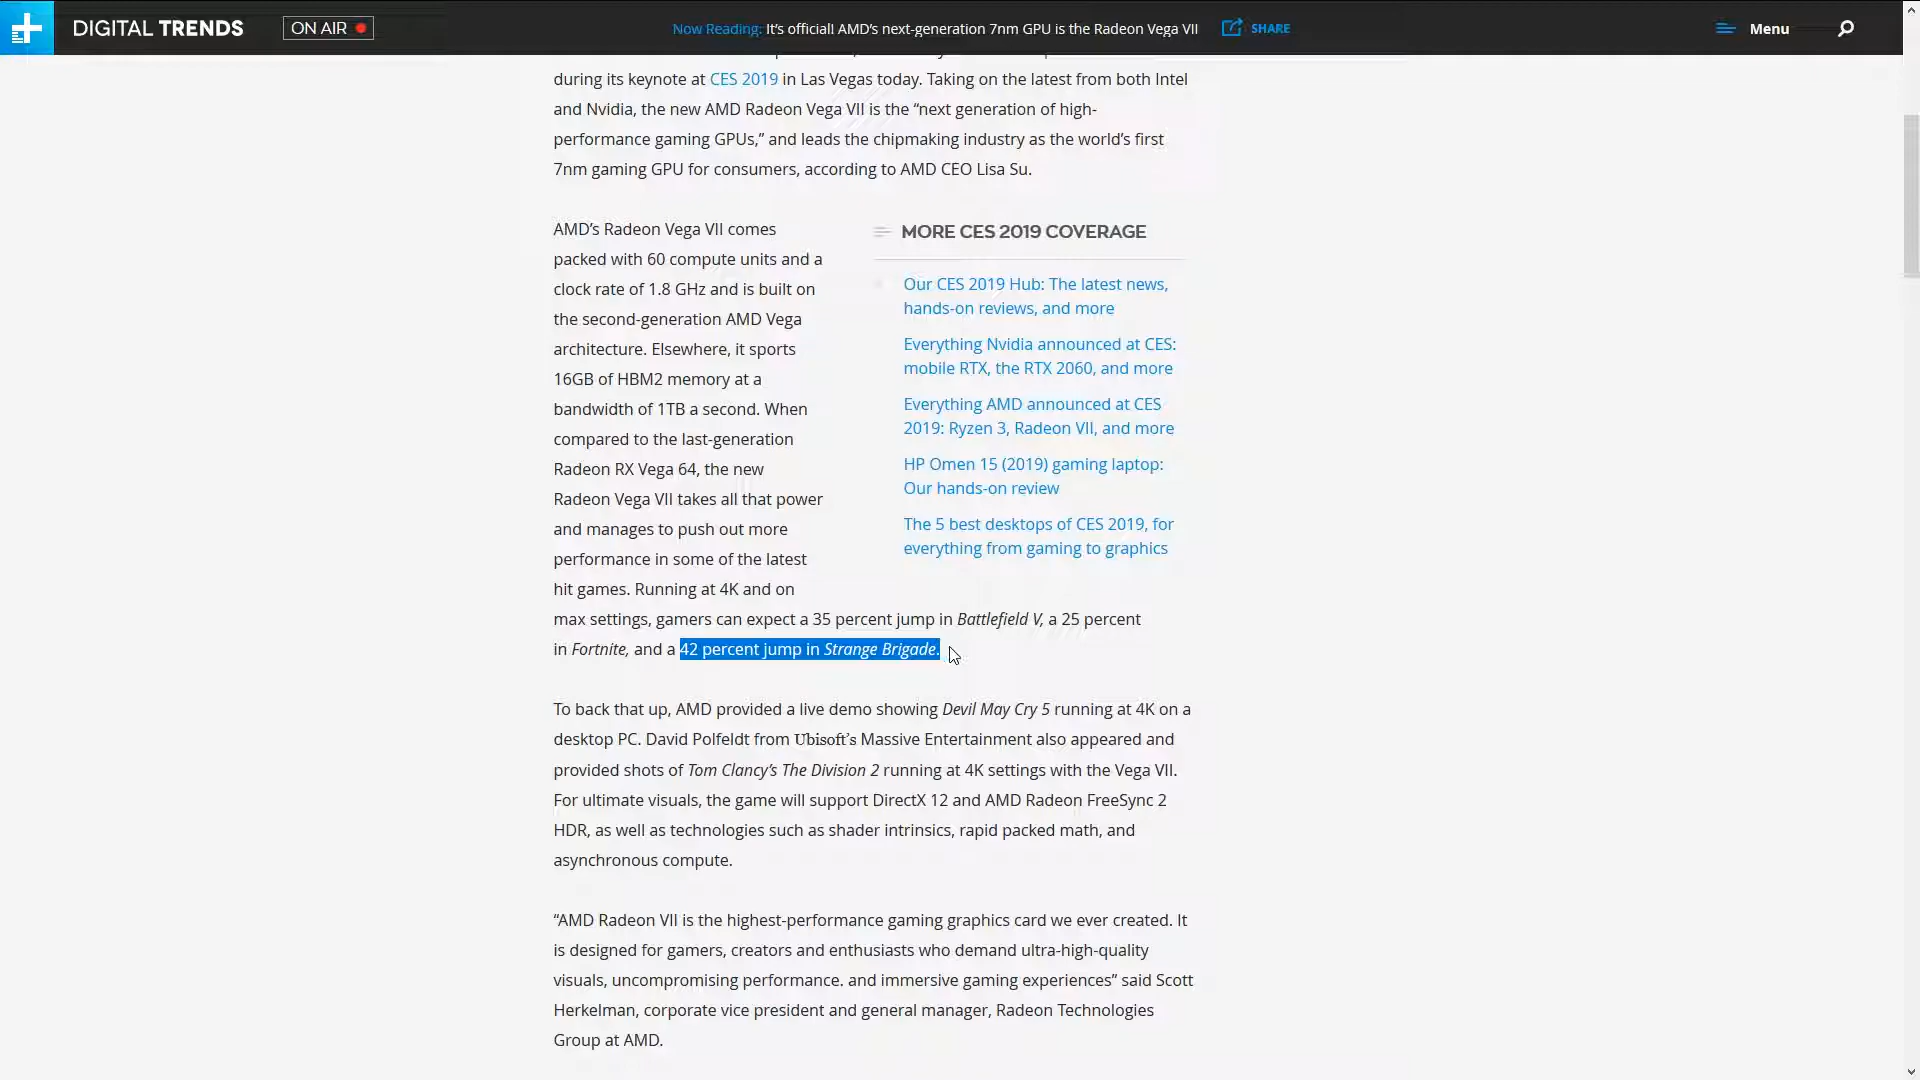 DIGITAL TRENDS
ON AIR
Now Reading: It's official! AMD's next-generation 7nm GPU is the Radeon Vega VII
SHARE
Menu
during its keynote at CES 2019 in Las Vegas today. Taking on the latest from both Intel
and Nvidia, the new AMD Radeon Vega VII is the “next generation of high-
performance gaming GPUs,” and leads the chipmaking industry as the world’s first
7nm gaming GPU for consumers, according to AMD CEO Lisa Su.
AMD’s Radeon Vega VII comes
packed with 60 compute units and a
clock rate of 1.8 GHz and is built on
the second-generation AMD Vega
architecture. Elsewhere, it sports
16GB of HBM2 memory at a
bandwidth of 1TB a second. When
compared to the last-generation
Radeon RX Vega 64, the new
Radeon Vega VII takes all that power
and manages to push out more
performance in some of the latest
hit games. Running at 4K and on
max settings, gamers can expect a 35 percent jump in Battlefield V, a 25 percent
in Fortnite, and a 42 percent jump in Strange Brigade.
MORE CES 2019 COVERAGE
Our CES 2019 Hub: The latest news,
hands-on reviews, and more
Everything Nvidia announced at CES:
mobile RTX, the RTX 2060, and more
Everything AMD announced at CES
2019: Ryzen 3, Radeon VII, and more
HP Omen 15 (2019) gaming laptop:
Our hands-on review
The 5 best desktops of CES 2019, for
everything from gaming to graphics
To back that up, AMD provided a live demo showing Devil May Cry 5 running at 4K on a
desktop PC. David Polfeldt from Ubisoft’s Massive Entertainment also appeared and
provided shots of Tom Clancy’s The Division 2 running at 4K settings with the Vega VII.
For ultimate visuals, the game will support DirectX 12 and AMD Radeon FreeSync 2
HDR, as well as technologies such as shader intrinsics, rapid packed math, and
asynchronous compute.
“AMD Radeon VII is the highest-performance gaming graphics card we ever created. It
is designed for gamers, creators and enthusiasts who demand ultra-high-quality
visuals, uncompromising performance. and immersive gaming experiences” said Scott
Herkelman, corporate vice president and general manager, Radeon Technologies
Group at AMD.